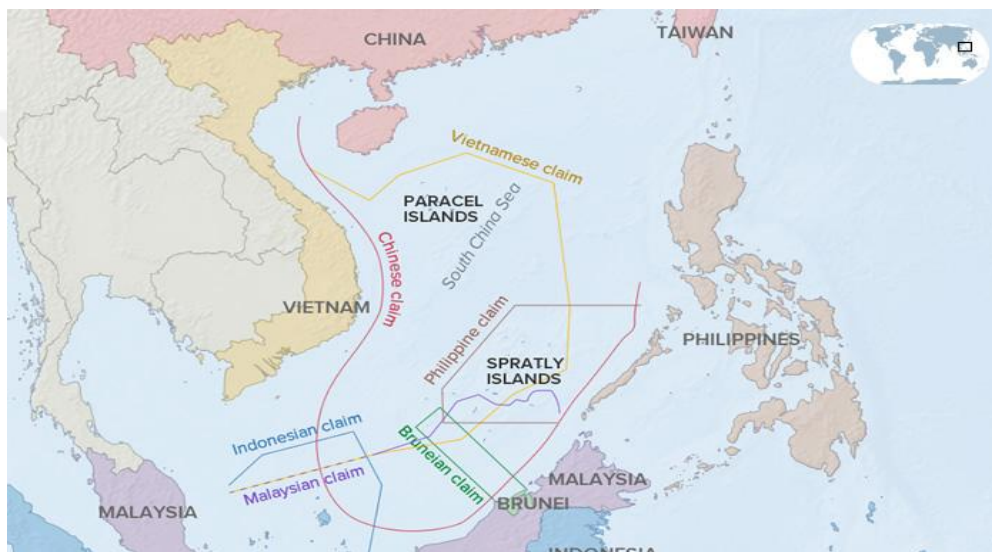 CHINA
TAIWAN
Vietnamese claim
PARACEL
ISLANDS
South China Sea
Chinese claim
VIETNAM
Philippine claim
PHILIPPINES
SPRATLY
ISLANDS
Indonesian claim
Bruneian claim
Malaysian claim
MALAYSIA
BRUNEI
MALAYSIA
INDONESIA